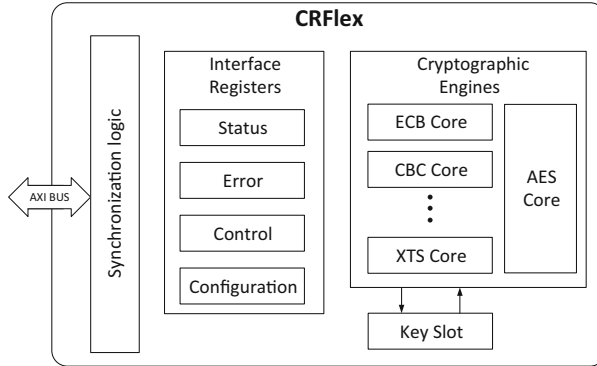 CRFlex
AXI BUS
Synchronization logic
Interface
Registers
Status
Error
Control
Configuration
Cryptographic
Engines
ECB Core
CBC Core
XTS Core
AES
Core
Key Slot